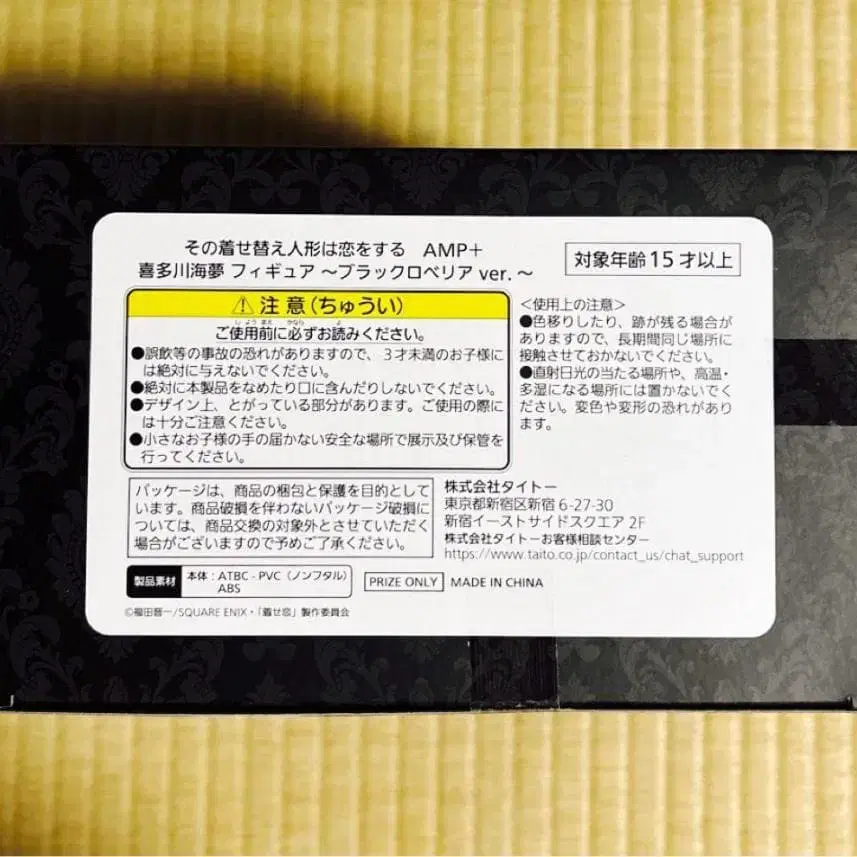 その着せ替え人形は恋をする AMP＋
喜多川海夢 フィギュア ～ブラックロベリア ver.～
対象年齢15才以上
⚠注意(ちゅうい)
しょうまえ かなら よ
ご使用前に必ずお読みください。
●誤飲等の事故の恐れがありますので、３才未満のお子様に
は絶対に与えないでください。
●絶対に本製品をなめたり口に含んだりしないでください。
●デザイン上、とがっている部分があります。ご使用の際に
は十分ご注意ください。
●小さなお子様の手の届かない安全な場所で展示及び保管を
行ってください。
＜使用上の注意＞
●色移りしたり、跡が残る場合が
ありますので、長期間同じ場所に
接触させておかないでください。
●直射日光の当たる場所や、高温・
多湿になる場所には置かないでく
ださい。変色や変形の恐れがあり
ます。
パッケージは、商品の梱包と保護を目的として
います。商品破損を伴わないパッケージ破損に
ついては、商品交換の対象外とさせていただく
場合がございますので予めご了承ください。
株式会社タイトー
東京都新宿区新宿 6-27-30
新宿イーストサイドスクエア 2F
株式会社タイトーお客様相談センター
https://www.taito.co.jp/contact_us/chat_support
製品素材
本体：ATBC-PVC（ノンフタル）
ABS
PRIZE ONLY
MADE IN CHINA
©福田晋一/SQUARE ENIX・「着せ恋」製作委員会